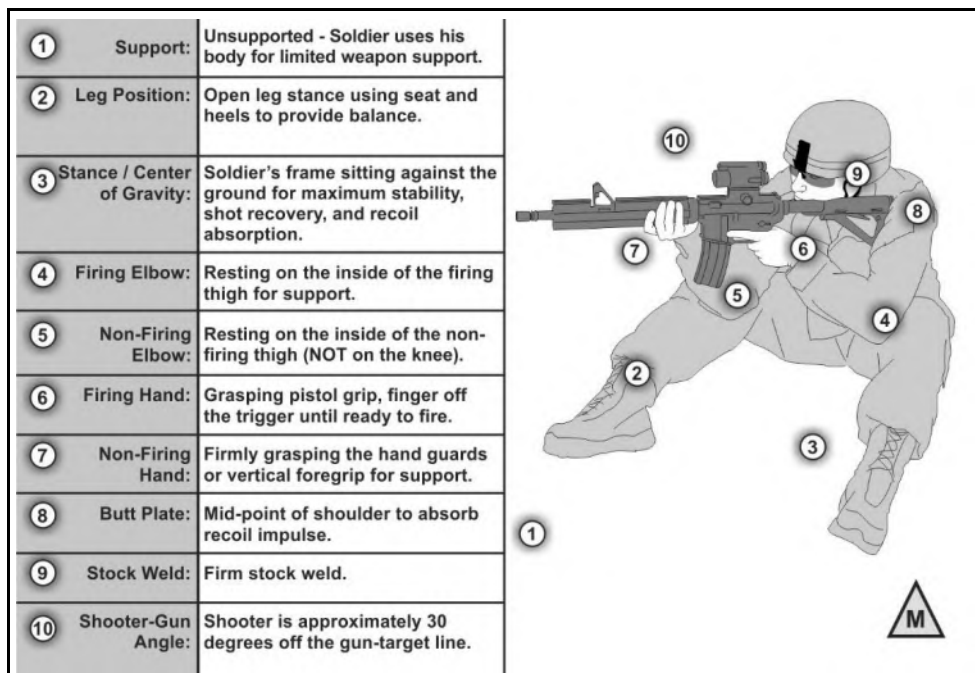 1 Support: Unsupported - Soldier uses his
body for limited weapon support.
2 Leg Position: Open leg stance using seat and
heels to provide balance.
3 Stance / Center
of Gravity: Soldier's frame sitting against the
ground for maximum stability,
shot recovery, and recoil
absorption.
4 Firing Elbow: Resting on the inside of the firing
thigh for support.
5 Non-Firing
Elbow: Resting on the inside of the non-
firing thigh (NOT on the knee).
6 Firing Hand: Grasping pistol grip, finger off
the trigger until ready to fire.
7 Non-Firing
Hand: Firmly grasping the hand guards
or vertical foregrip for support.
8 Butt Plate: Mid-point of shoulder to absorb
recoil impulse.
9 Stock Weld: Firm stock weld.
10 Shooter-Gun
Angle: Shooter is approximately 30
degrees off the gun-target line.
10
9
8
7
6
5
4
2
3
1
M